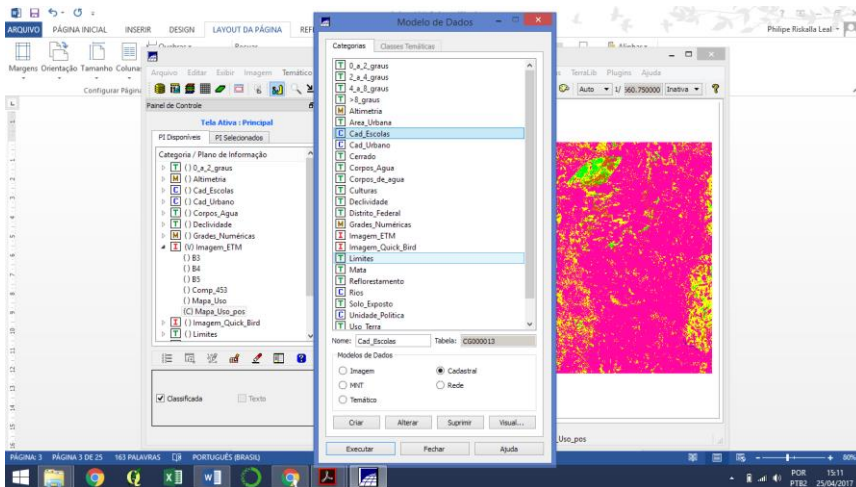 ARQUIVO PÁGINA INICIAL INSERIR DESIGN LAYOUT DA PÁGINA
Philipe Riskalla Leal
Margens Orientação Tamanho Colunas
Configurar Página
Arquivo Editar Exibir Imagem Temático
TerraLib Plugins Ajuda
Auto 1/ Inativa
Painel de Controle
Tela Ativa : Principal
PI Disponíveis PI Selecionados
Categoria / Plano de Informação
T () 0_a_2_graus
M () Altimetria
C () Cad_Escolas
C () Cad_Urbano
T () Corpos_Agua
T () Declividade
M () Grades_Numéricas
I (V) Imagem_ETM
() B3
() B4
() B5
() Comp_453
() Mapa_Uso
(C) Mapa_Uso_pos
I () Imagem_Quick_Bird
T () Limites
Classificada Texto
Modelo de Dados
Categorias Classes Temáticas
T 0_a_2_graus
T 2_a_4_graus
T 4_a_8_graus
T >8_graus
M Altimetria
T Area_Urbana
C Cad_Escolas
C Cad_Urbano
T Cerrado
T Corpos_Agua
T Corpos_de_agua
T Culturas
T Declividade
T Distrito_Federal
M Grades_Numéricas
I Imagem_ETM
I Imagem_Quick_Bird
T Limites
T Mata
T Reflorestamento
C Rios
T Solo_Exposto
C Unidade_Politica
T Uso_Terra
Nome: Cad_Escolas Tabela: CG000013
Modelos de Dados
Imagem Cadastral
MNT Rede
Temático
Criar Alterar Suprimir Visual...
Executar Fechar Ajuda
_Uso_pos
PÁGINA: 3 PÁGINA 3 DE 25 163 PALAVRAS PORTUGUÊS (BRASIL)
80%
POR 15:11
PTB2 25/04/2017